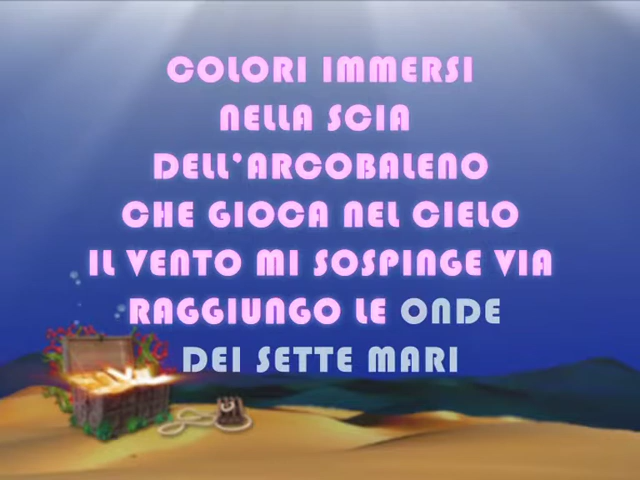 COLORI IMMERSI
NELLA SCIA
DELL'ARCOBALENO
CHE GIOCA NEL CIELO
IL VENTO MI SOSPINGE VIA
RAGGIUNGO LE ONDE
DEI SETTE MARI